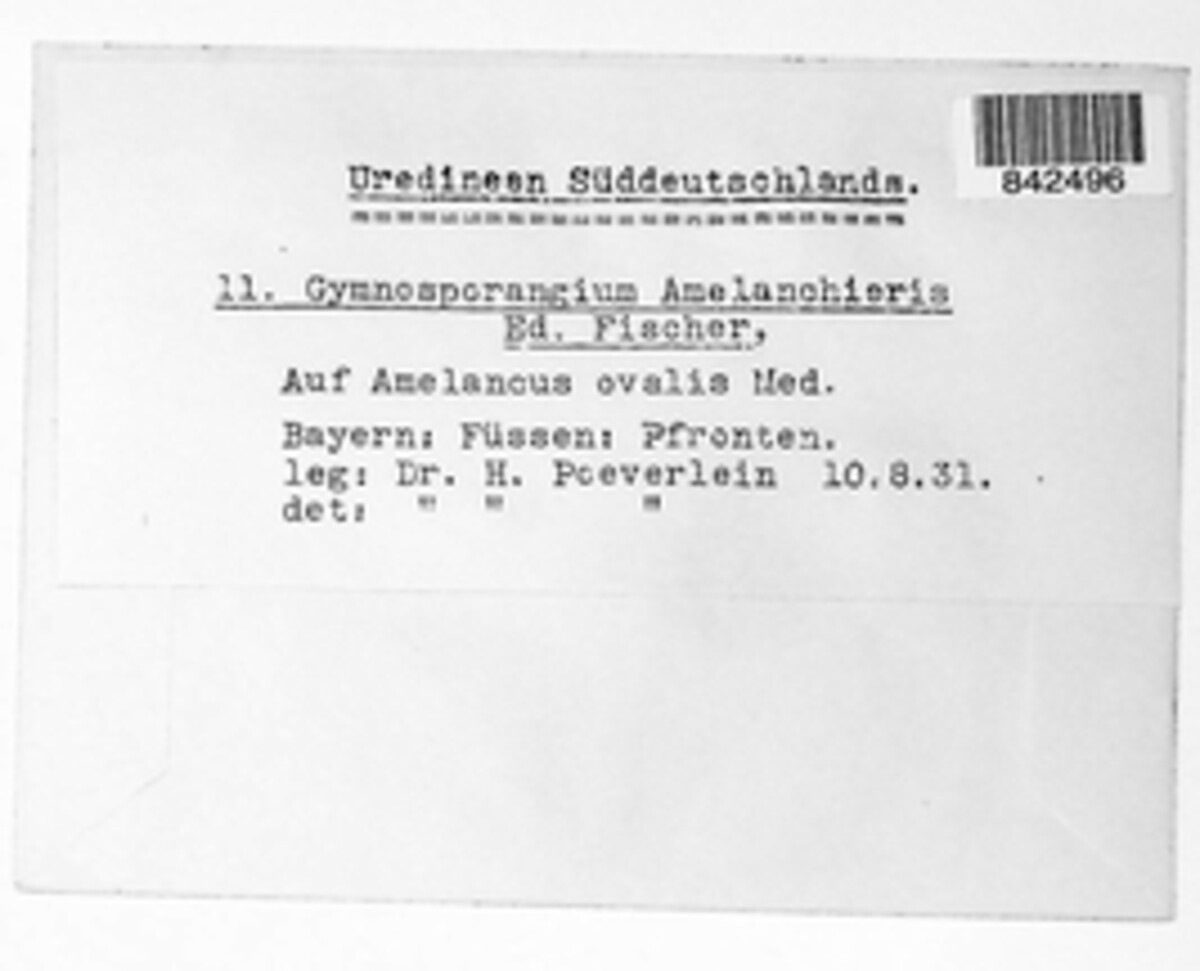 842496
Uredineen Süddeutschlands.
11. Gymnosporangium Amelanchieris
Ed. Fischer,
Auf Amelancus ovalis Med.
Bayern: Füssen: Pfronten.
leg: Dr. H. Poeverlein 10.8.31.
det: " " "